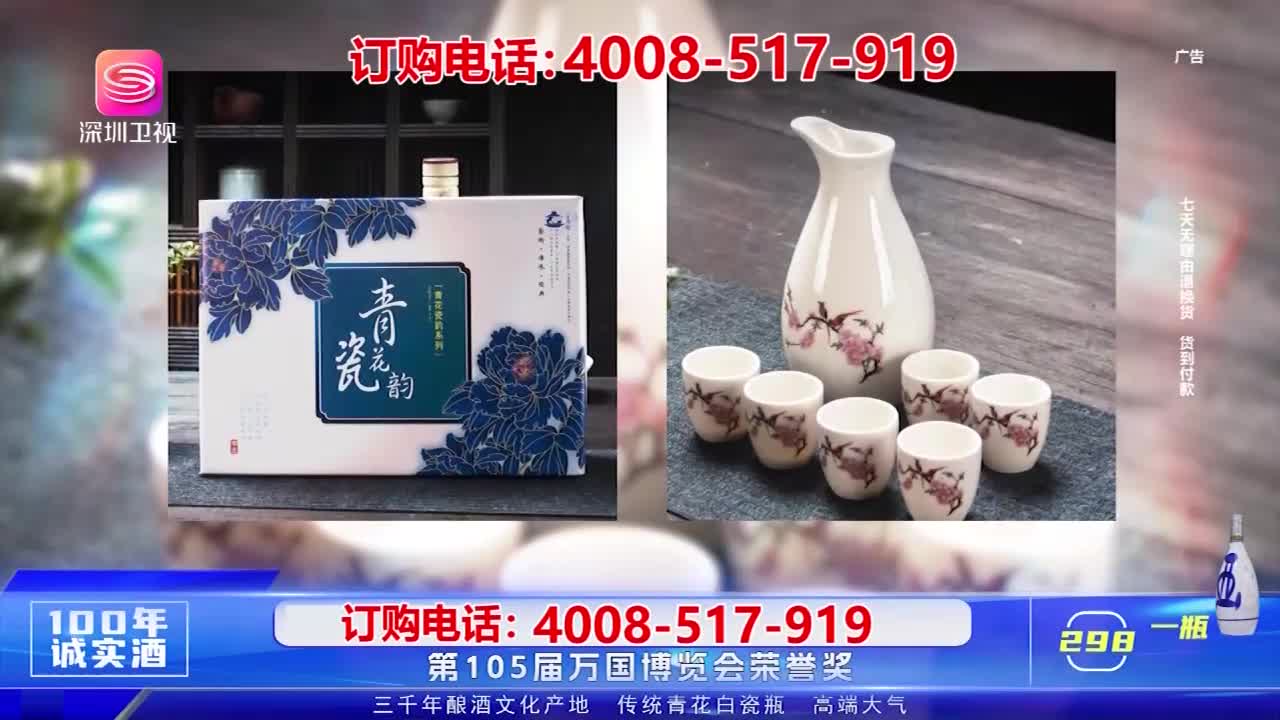 订购电话:4008-517-919
广告
深圳卫视
七天无理由退换货 货到付款
青花瓷韵
青花瓷韵系列
100年
诚实酒
订购电话:4008-517-919
第105届万国博览会荣誉奖
298
一瓶
三千年酿酒文化产地 传统青花白瓷瓶 高端大气